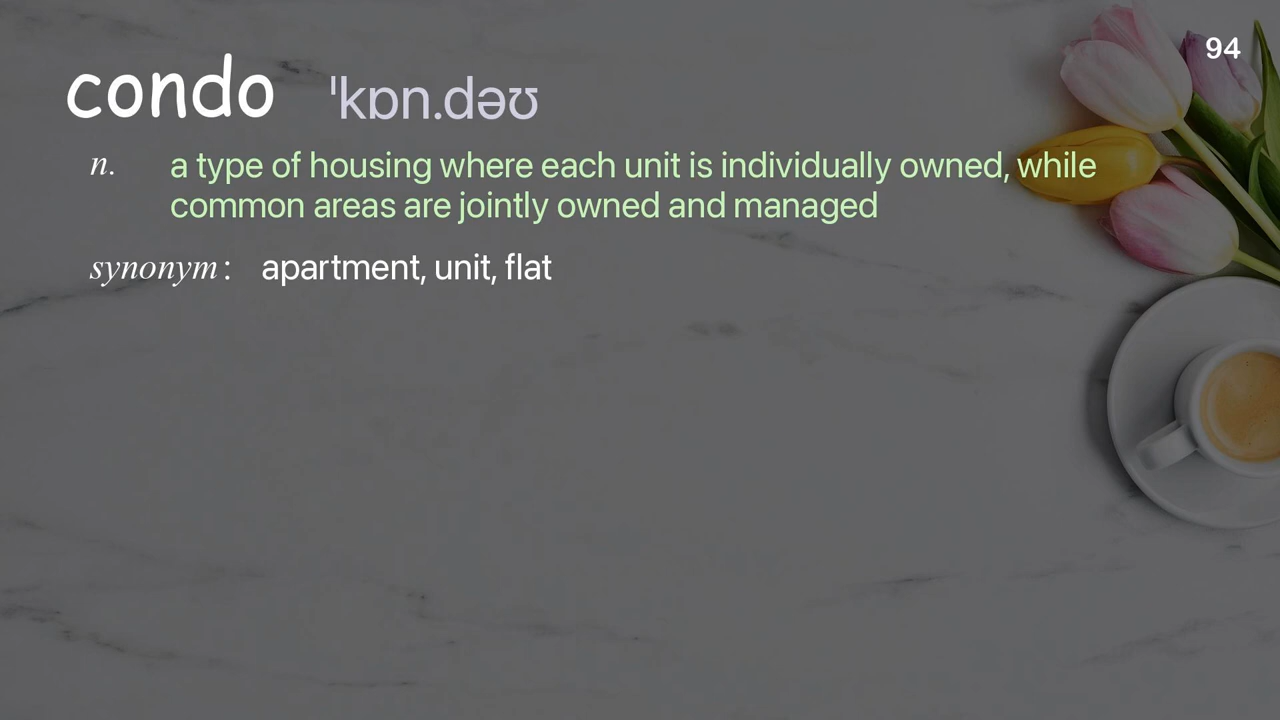 94
condo ˈkɒn.dəʊ
n. a type of housing where each unit is individually owned, while
common areas are jointly owned and managed
synonym: apartment, unit, flat